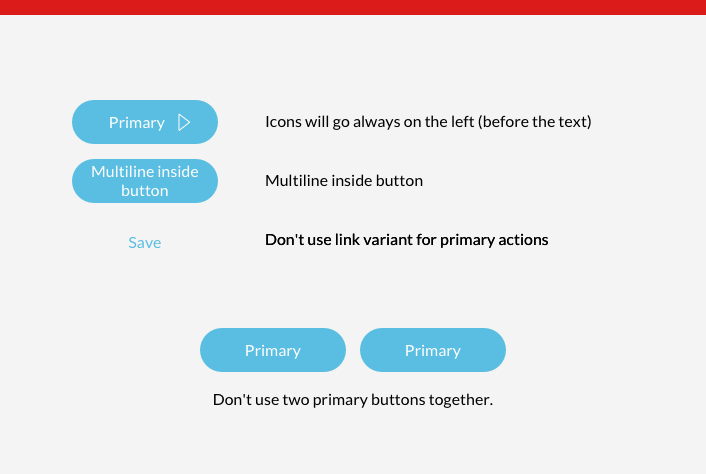 Primary
Icons will go always on the left (before the text)
Multiline inside
button
Multiline inside button
Save
Don't use link variant for primary actions
Primary
Primary
Don't use two primary buttons together.